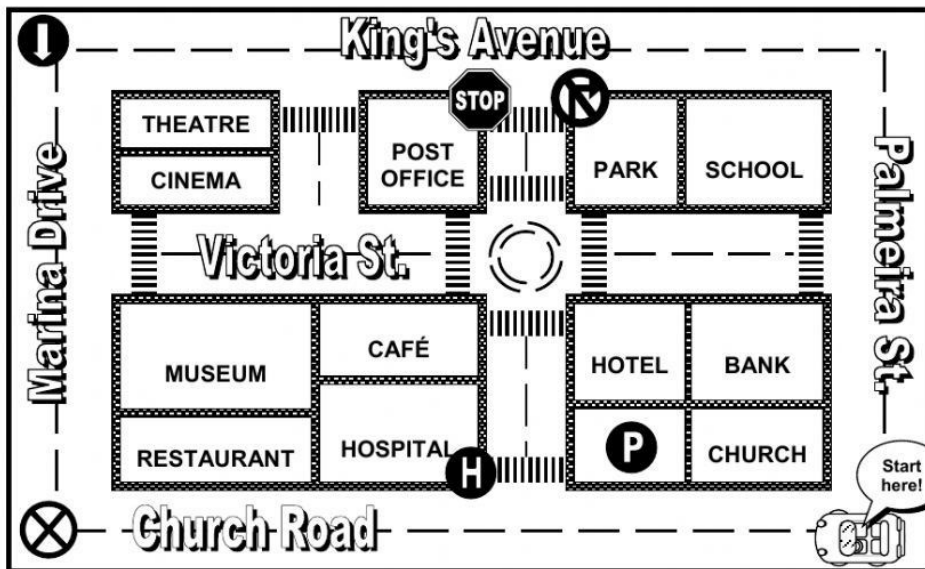 King's Avenue
STOP
THEATRE
CINEMA
POST
OFFICE
PARK
SCHOOL
Marina Drive
Palmeira St.
Victoria St.
MUSEUM
CAFÉ
HOTEL
BANK
RESTAURANT
HOSPITAL
H
P
CHURCH
Start
here!
Church Road